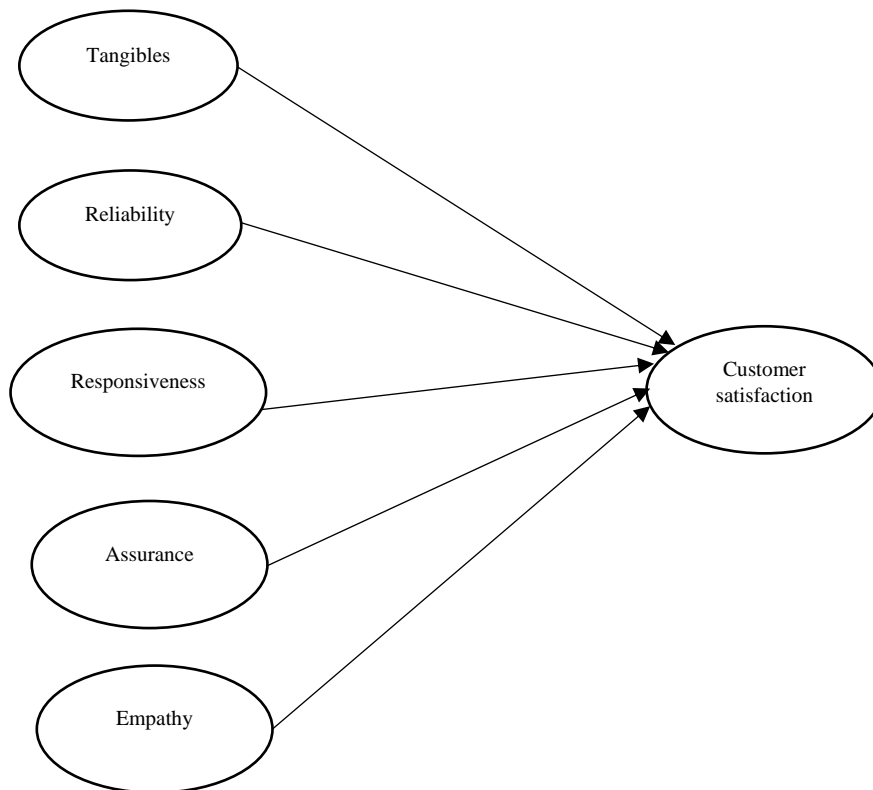 Tangibles
Reliability
Responsiveness
Customer
satisfaction
Assurance
Empathy